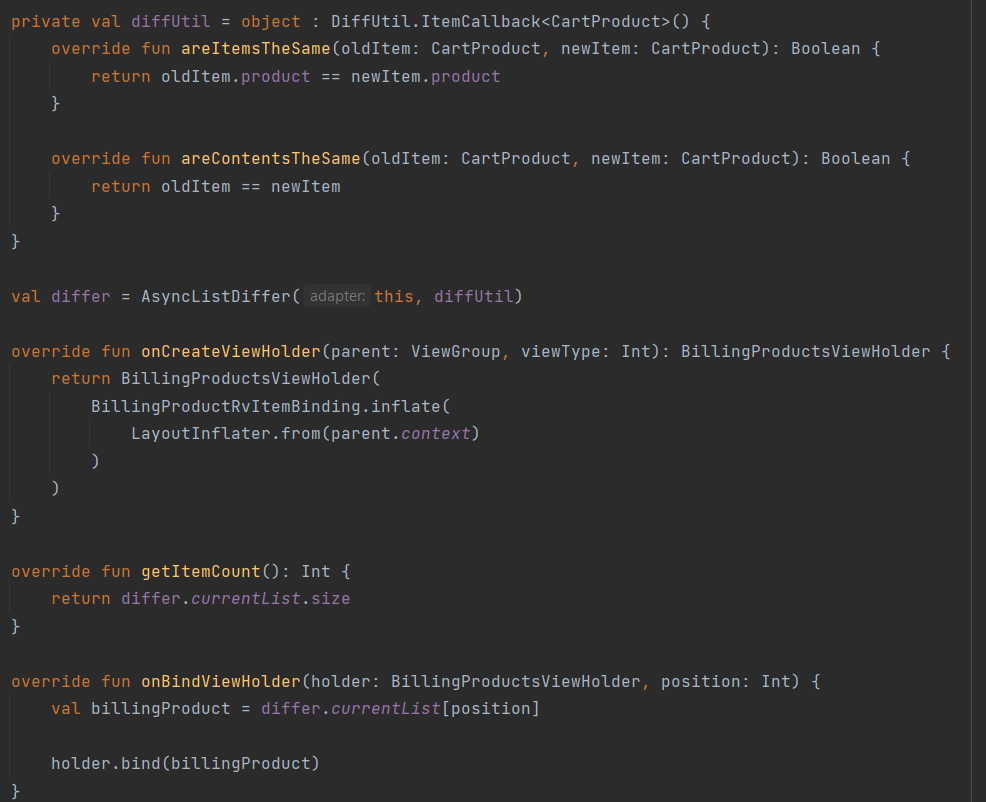 private val diffUtil = object : DiffUtil.ItemCallback<CartProduct>() {
    override fun areItemsTheSame(oldItem: CartProduct, newItem: CartProduct): Boolean {
        return oldItem.product == newItem.product
    }

    override fun areContentsTheSame(oldItem: CartProduct, newItem: CartProduct): Boolean {
        return oldItem == newItem
    }
}

val differ = AsyncListDiffer( adapter: this, diffUtil)

override fun onCreateViewHolder(parent: ViewGroup, viewType: Int): BillingProductsViewHolder {
    return BillingProductsViewHolder(
        BillingProductRvItemBinding.inflate(
            LayoutInflater.from(parent.context)
        )
    )
}

override fun getItemCount(): Int {
    return differ.currentList.size
}

override fun onBindViewHolder(holder: BillingProductsViewHolder, position: Int) {
    val billingProduct = differ.currentList[position]

    holder.bind(billingProduct)
}